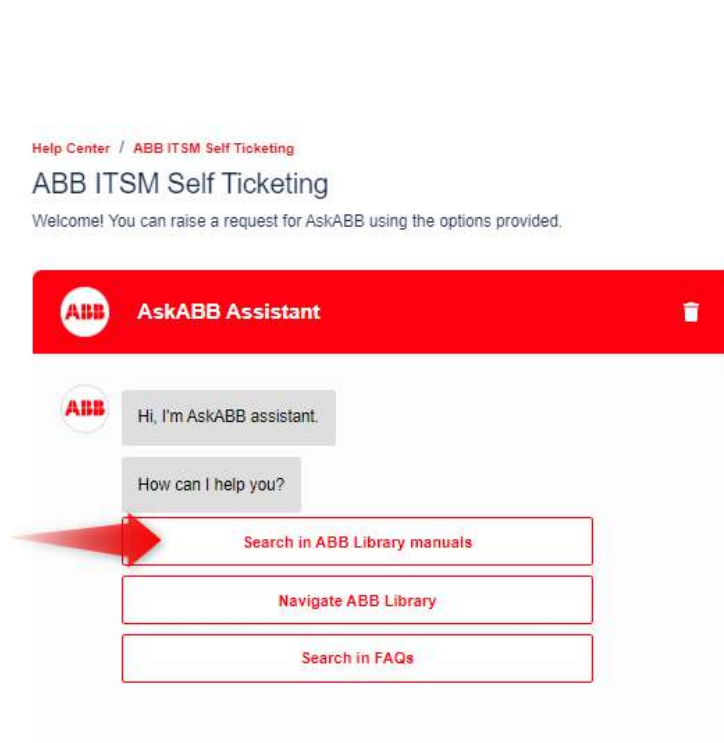 Help Center / ABB ITSM Self Ticketing
ABB ITSM Self Ticketing
Welcome! You can raise a request for AskABB using the options provided.
ABB AskABB Assistant
ABB Hi, I'm AskABB assistant.
How can I help you?
Search in ABB Library manuals
Navigate ABB Library
Search in FAQs